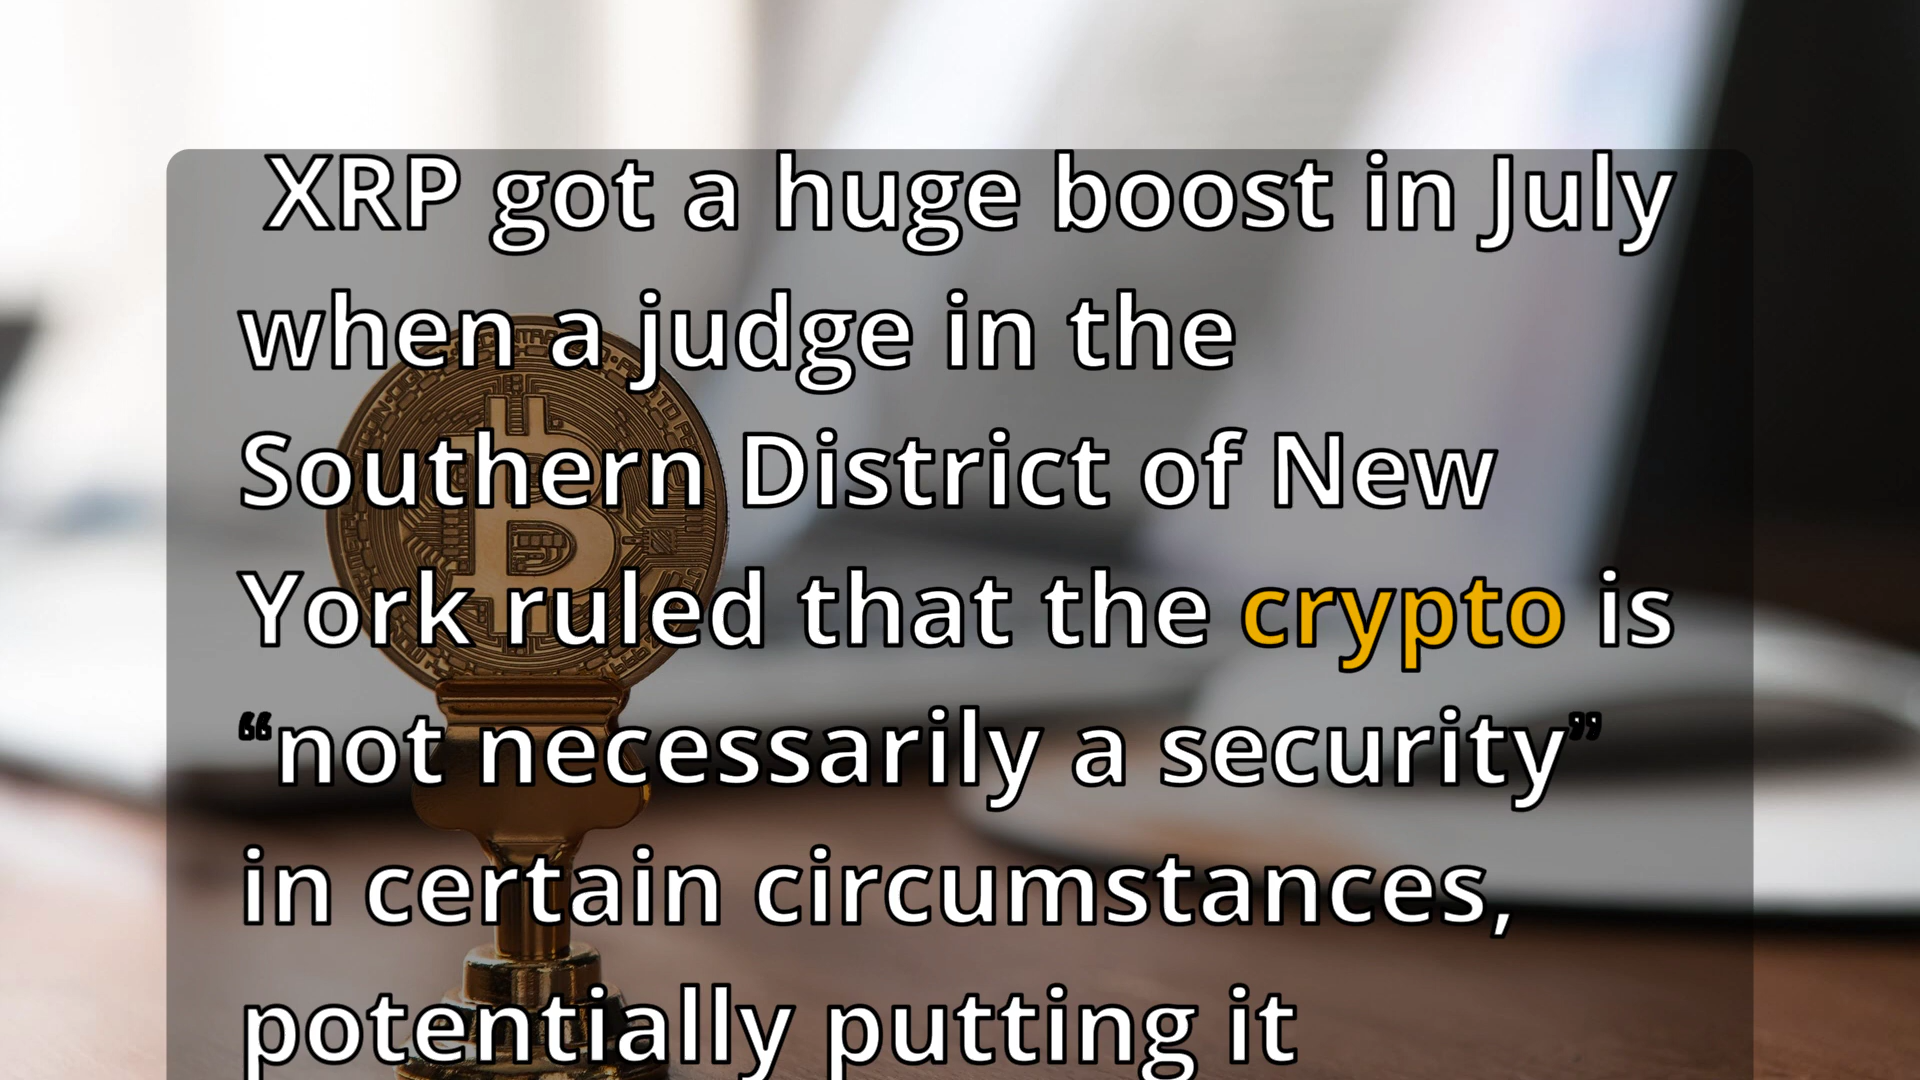 XRP got a huge boost in July
when a judge in the
Southern District of New
York ruled that the crypto is
“not necessarily a security”
in certain circumstances,
potentially putting it